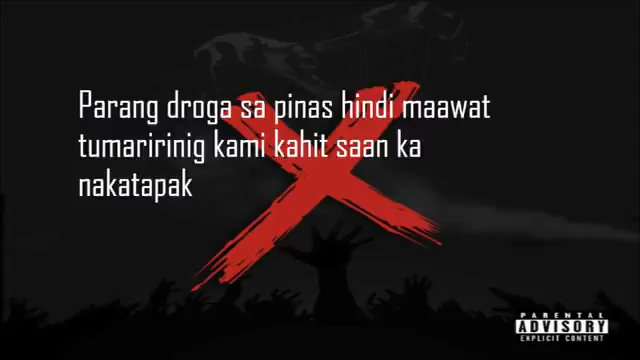 Parang droga sa pinas hindi maawat
tumaririnig kami kahit saan ka
nakatapak
PARENTAL
ADVISORY
EXPLICIT CONTENT